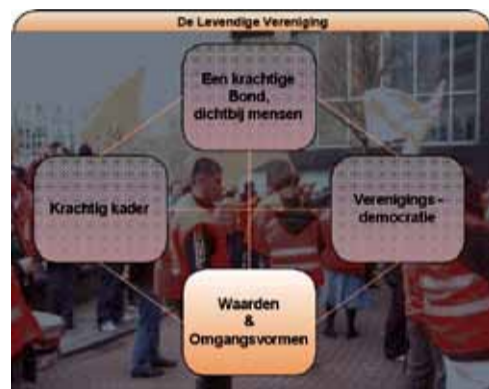 De Levendige Vereniging
Een krachtige
Bond,
dichtbij mensen
Krachtig kader
Verenigings -
democratie
Waarden
&
Omgangsvormen